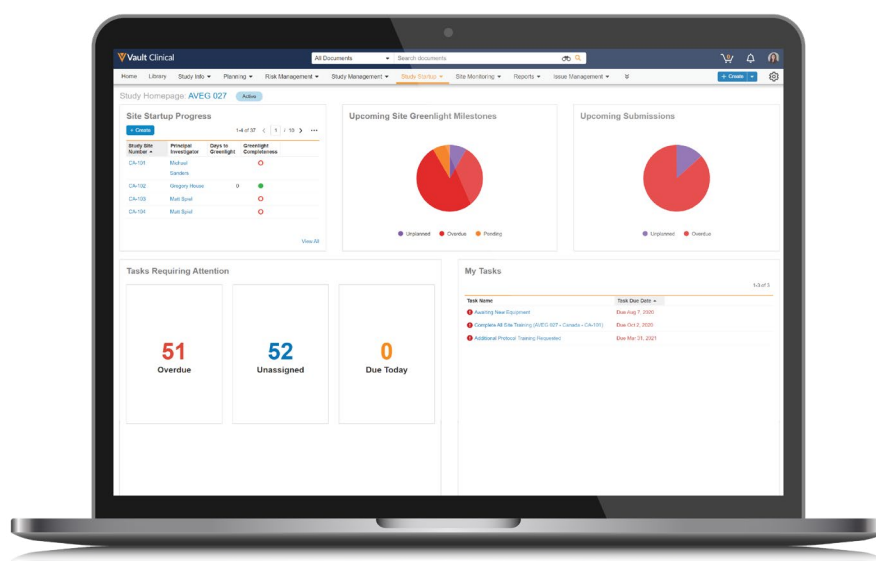 Vault Clinical
All Documents
Search documents
Home Library Study Info Planning Risk Management Study Management Study Startup Site Monitoring Reports Issue Management
+ Create
Study Homepage: AVEG 027 Active
Site Startup Progress
+ Create
1-4 of 37 1 / 10
Study Site Number
Principal Investigator
Days to Greenlight
Greenlight Completeness
CA-101 Michael Sanders
CA-102 Gregory House 0
CA-103 Matt Spiel
CA-104 Matt Spiel
View All
Upcoming Site Greenlight Milestones
Unplanned Overdue Pending
Upcoming Submissions
Unplanned Overdue
Tasks Requiring Attention
51
Overdue
52
Unassigned
0
Due Today
My Tasks
1-3 of 3
Task Name Task Due Date
Awaiting New Equipment Due Aug 7, 2020
Complete All Site Training (AVEG 027 - Canada - CA-101) Due Oct 2, 2020
Additional Protocol Training Requested Due Mar 31, 2021